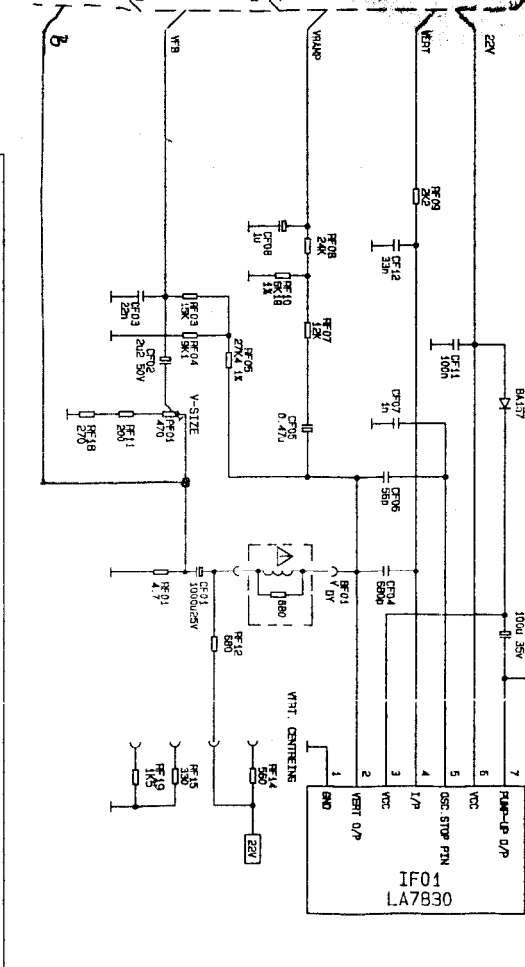 B
VFB
VRAMP
VERT
22V
RF09
2K2
CF12
33n
CF11
100n
BA157
CF08
1u
RF08
24K
RF10
1%
RF07
12K
CF03
22n
RF03
15K
RF04
9K1
CF02
2u2 50V
RF05
27K4 1%
CF05
0.47u
CF07
1n
CF06
56p
V-SIZE
PF01
470
RF11
200
RF18
270
RF01
4.7
CF01
1000u25V
680
BF01
V DY
CF04
680p
100u 35V
RF12
680
RF19
1K5
RF15
330
RF14
560
22V
VERT. CENTREING
1
GND
2
VERT O/P
3
VCC
4
I/P
5
OSC.STOP PIN
6
VCC
7
PUMP-UP O/P
IF01
LA7830